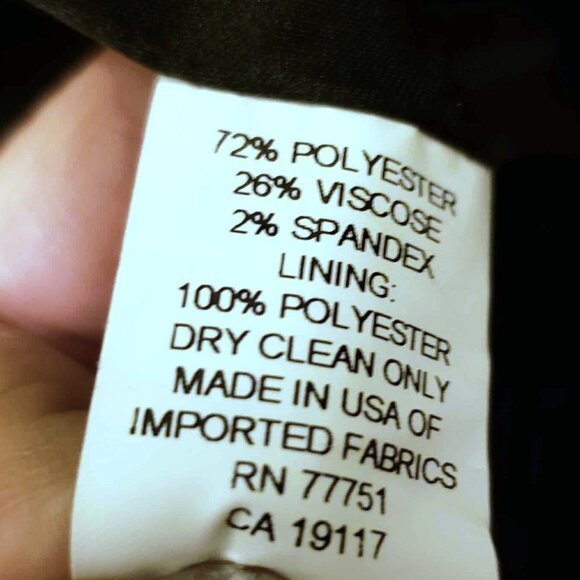 72% POLYESTER
26% VISCOSE
2% SPANDEX
LINING:
100% POLYESTER
DRY CLEAN ONLY
MADE IN USA OF
IMPORTED FABRICS
RN 77751
CA 19117